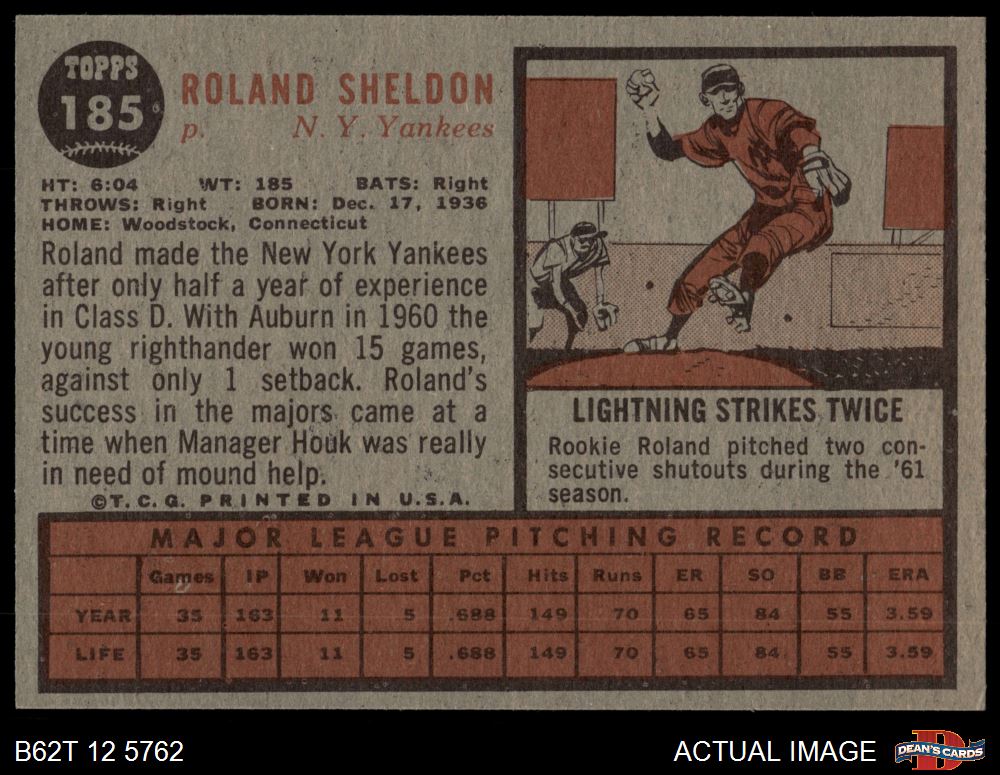 TOPPS
185
ROLAND SHELDON
p. N. Y. Yankees
HT: 6:04 WT: 185 BATS: Right
THROWS: Right BORN: Dec. 17, 1936
HOME: Woodstock, Connecticut
Roland made the New York Yankees
after only half a year of experience
in Class D. With Auburn in 1960 the
young righthander won 15 games,
against only 1 setback. Roland's
success in the majors came at a
time when Manager Houk was really
in need of mound help.
©T.C.G. PRINTED IN U.S.A.
LIGHTNING STRIKES TWICE
Rookie Roland pitched two con-
secutive shutouts during the '61
season.
MAJOR LEAGUE PITCHING RECORD
Games IP Won Lost Pct Hits Runs ER SO BB ERA
YEAR 35 163 11 5 .688 149 70 65 84 55 3.59
LIFE 35 163 11 5 .688 149 70 65 84 55 3.59
B62T 12 5762 ACTUAL IMAGE DEAN'S CARDS